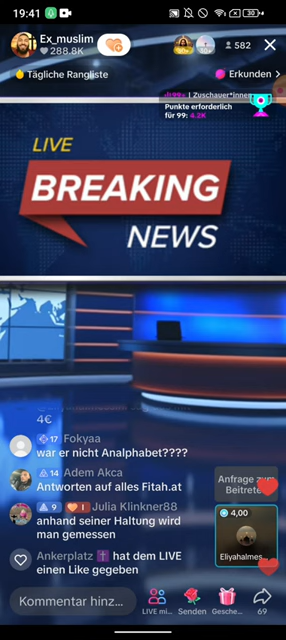 19:41
30
Ex_muslim
288.8K
582
Tägliche Rangliste
Erkunden >
Zuschauer*innen
Punkte erforderlich
für 99: 4.2K
LIVE
BREAKING
NEWS
4€
17 Fokyaa
war er nicht Analphabet????
14 Adem Akca
Antworten auf alles Fitah.at
9 1 Julia Klinkner88
anhand seiner Haltung wird
man gemessen
Ankerplatz hat dem LIVE
einen Like gegeben
Anfrage zum
Beitrete
4,00
Eliyahalmes...
Kommentar hinz...
LIVE mi...
Senden
Gesche...
69